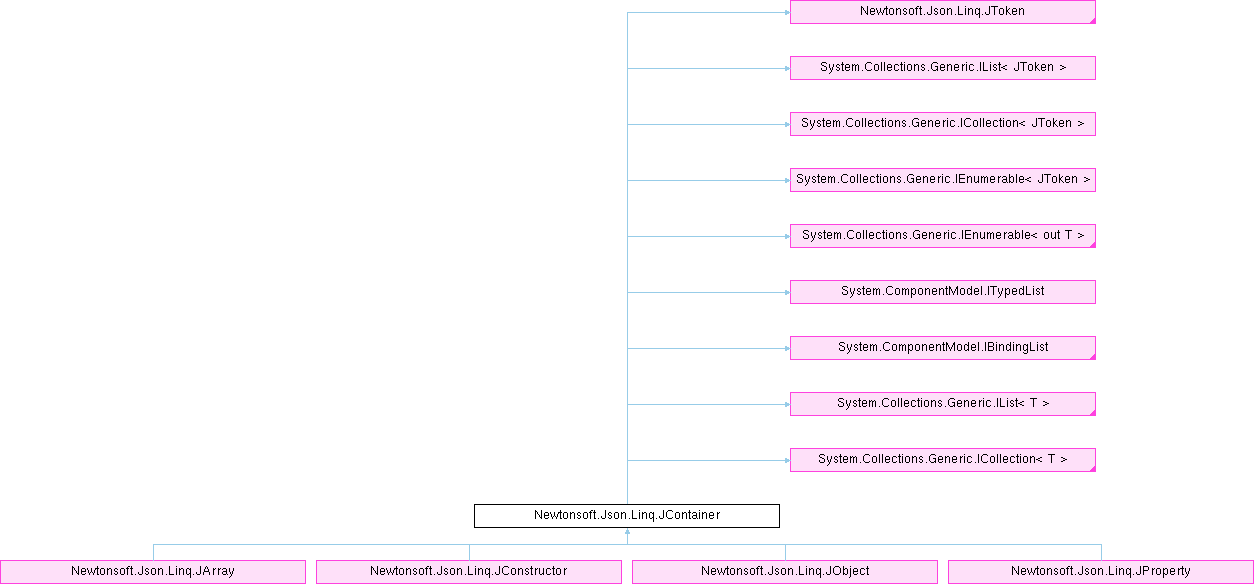 Newtonsoft.Json.Linq.JToken
System.Collections.Generic.IList< JToken >
System.Collections.Generic.ICollection< JToken >
System.Collections.Generic.IEnumerable< JToken >
System.Collections.Generic.IEnumerable< out T >
System.ComponentModel.ITypedList
System.ComponentModel.IBindingList
System.Collections.Generic.IList< T >
System.Collections.Generic.ICollection< T >
Newtonsoft.Json.Linq.JContainer
Newtonsoft.Json.Linq.JArray
Newtonsoft.Json.Linq.JConstructor
Newtonsoft.Json.Linq.JObject
Newtonsoft.Json.Linq.JProperty